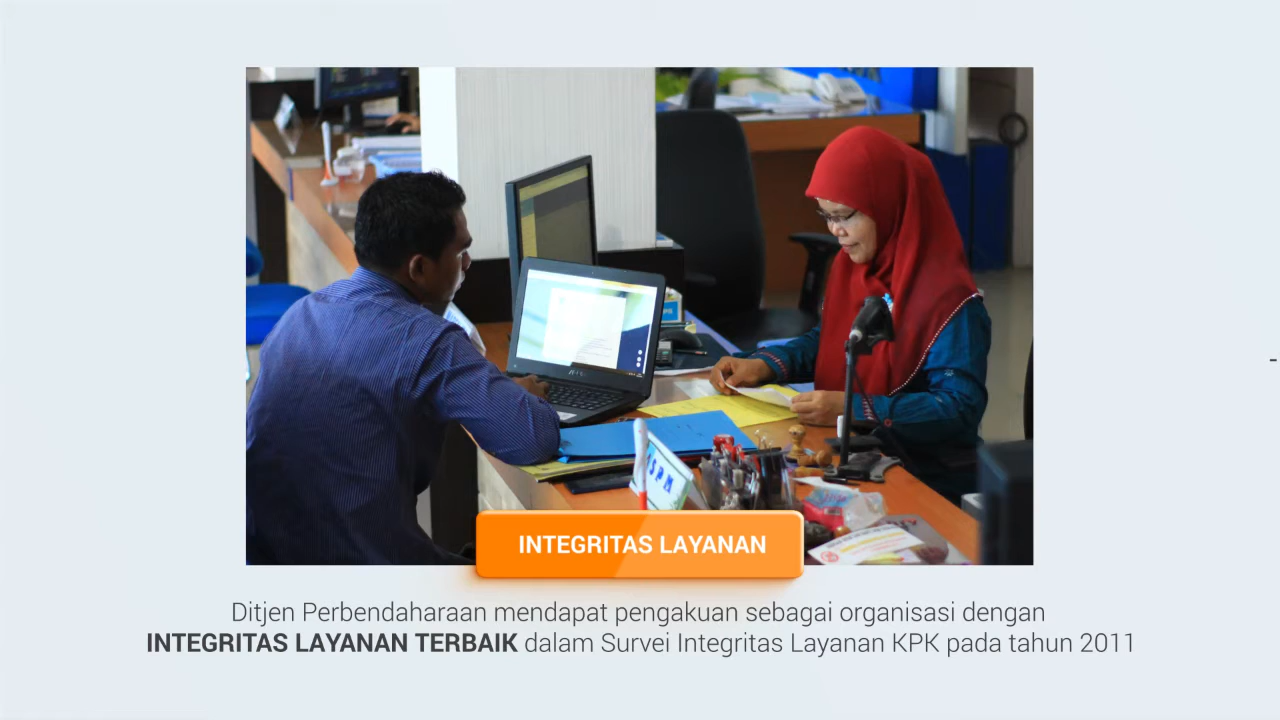 SPM
INTEGRITAS LAYANAN
Ditjen Perbendaharaan mendapat pengakuan sebagai organisasi dengan
INTEGRITAS LAYANAN TERBAIK dalam Survei Integritas Layanan KPK pada tahun 2011